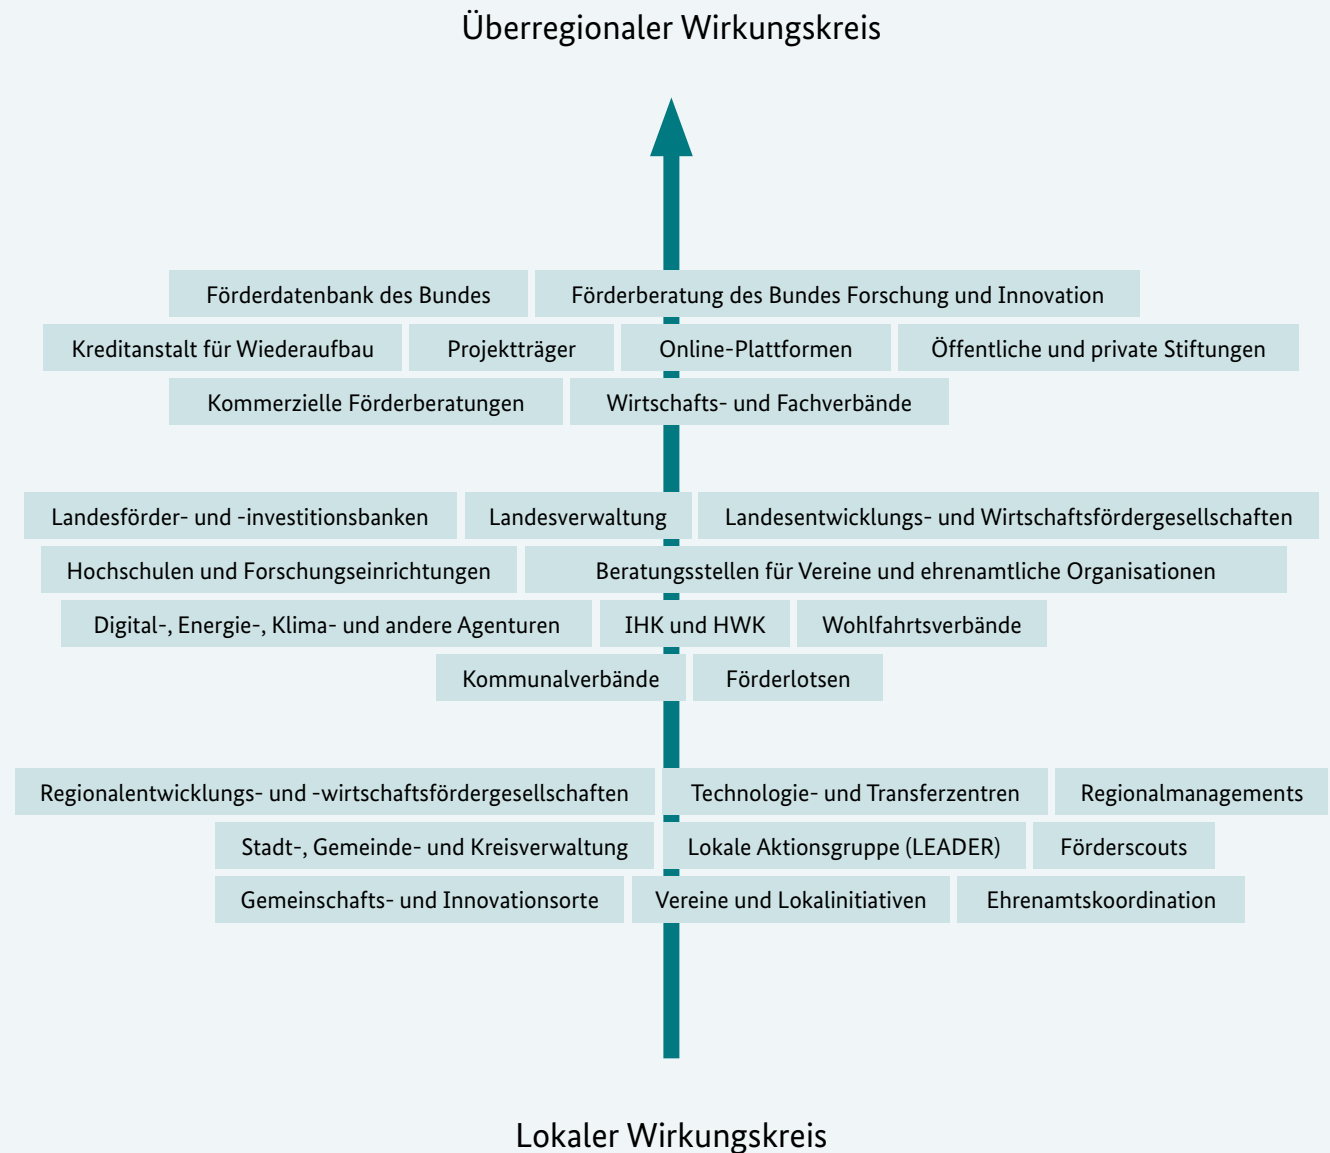 Überregionaler Wirkungskreis
Förderdatenbank des Bundes
Förderberatung des Bundes Forschung und Innovation
Kreditanstalt für Wiederaufbau
Projektträger
Online-Plattformen
Öffentliche und private Stiftungen
Kommerzielle Förderberatungen
Wirtschafts- und Fachverbände
Landesförder- und -investitionsbanken
Landesverwaltung
Landesentwicklungs- und Wirtschaftsfördergesellschaften
Hochschulen und Forschungseinrichtungen
Beratungsstellen für Vereine und ehrenamtliche Organisationen
Digital-, Energie-, Klima- und andere Agenturen
IHK und HWK
Wohlfahrtsverbände
Kommunalverbände
Förderlotsen
Regionalentwicklungs- und -wirtschaftsfördergesellschaften
Technologie- und Transferzentren
Regionalmanagements
Stadt-, Gemeinde- und Kreisverwaltung
Lokale Aktionsgruppe (LEADER)
Förderscouts
Gemeinschafts- und Innovationsorte
Vereine und Lokalinitiativen
Ehrenamtskoordination
Lokaler Wirkungskreis